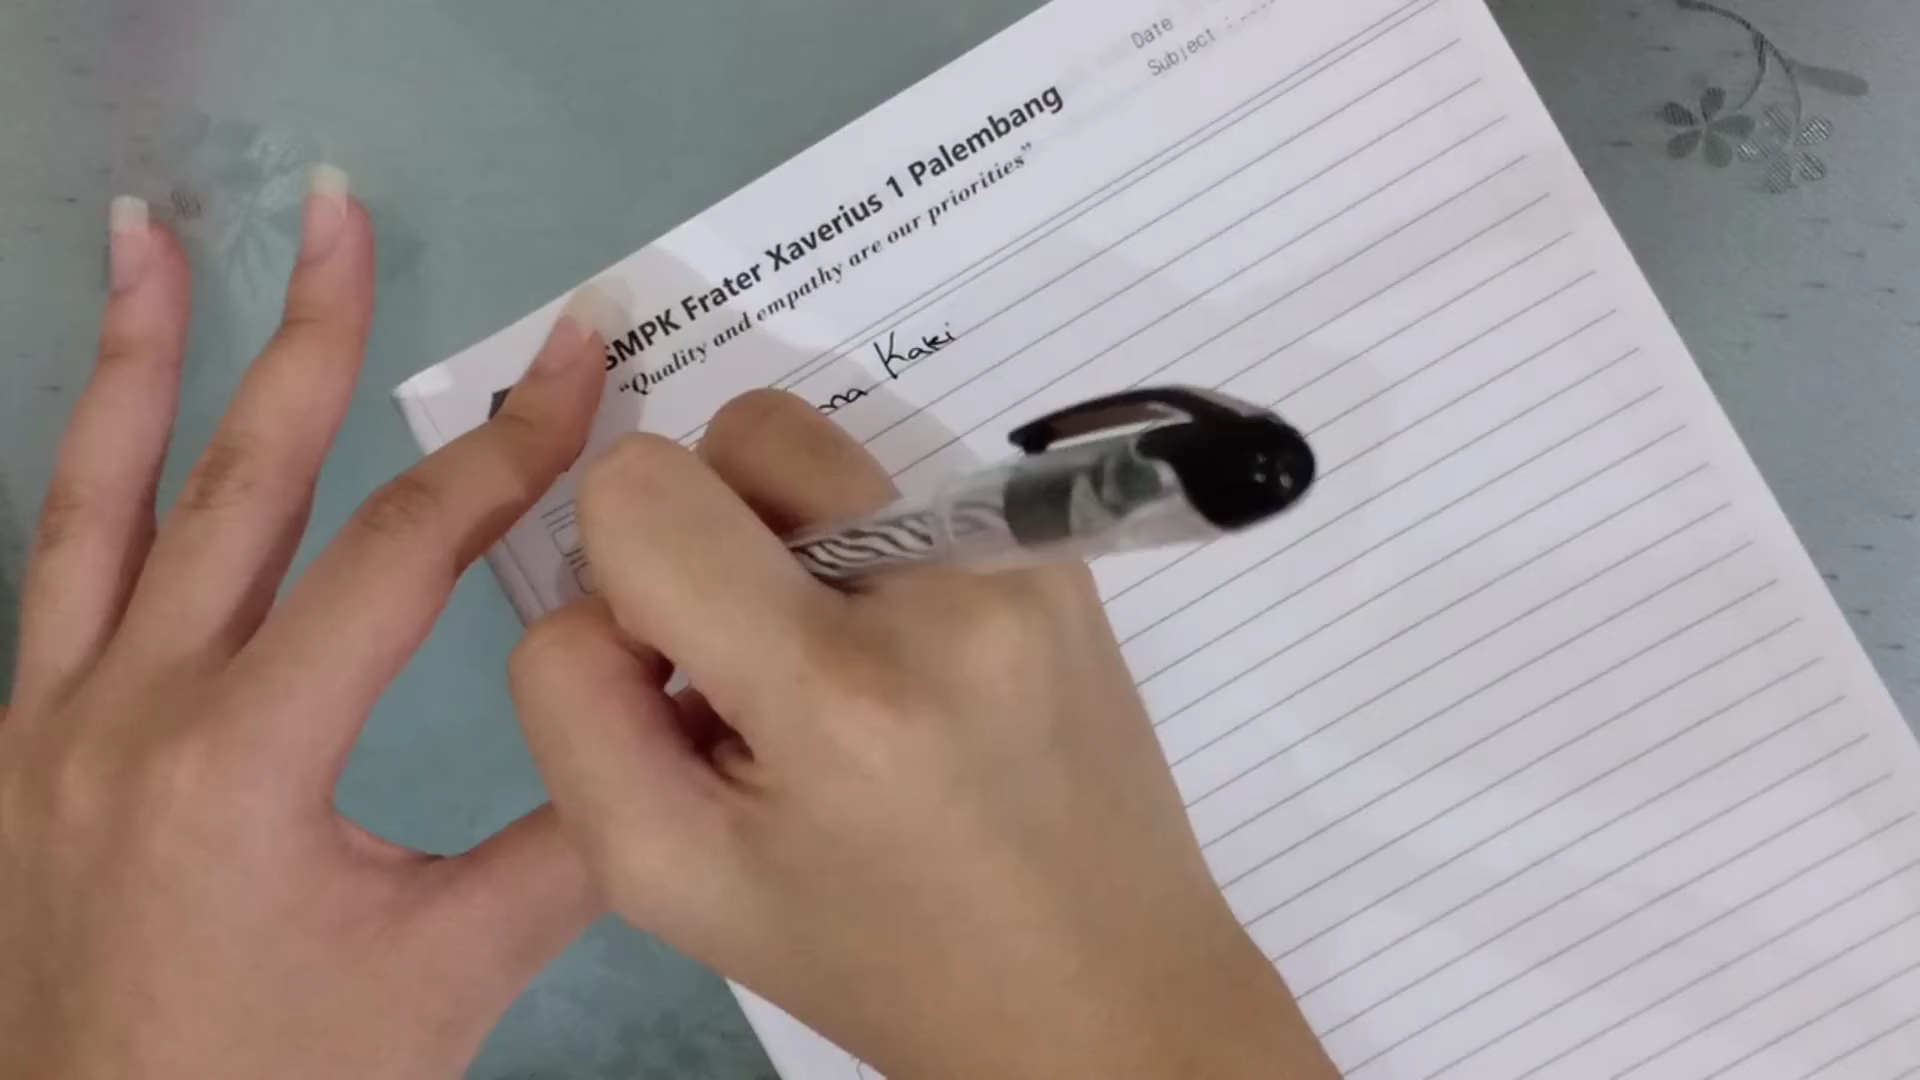 Date
Subject
SMPK Frater Xaverius 1 Palembang
“Quality and empathy are our priorities”
Kaki